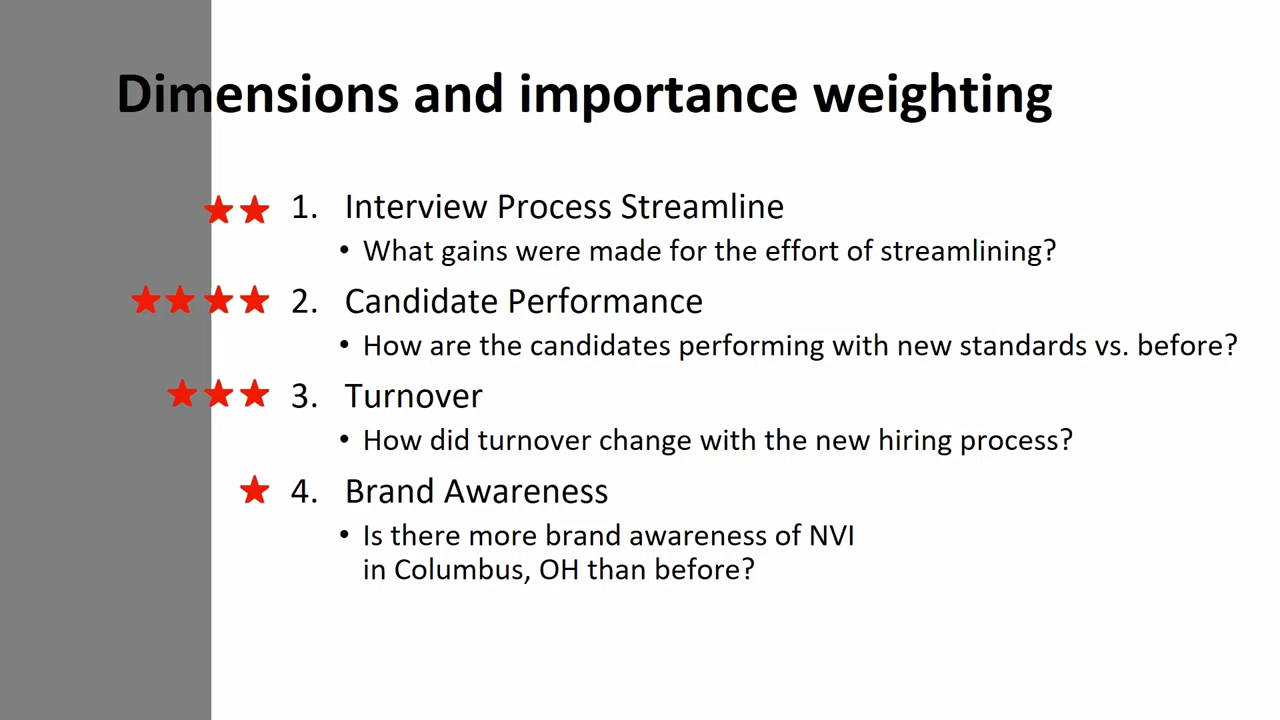 Dimensions and importance weighting
1. Interview Process Streamline
• What gains were made for the effort of streamlining?
2. Candidate Performance
• How are the candidates performing with new standards vs. before?
3. Turnover
• How did turnover change with the new hiring process?
4. Brand Awareness
• Is there more brand awareness of NVI
in Columbus, OH than before?